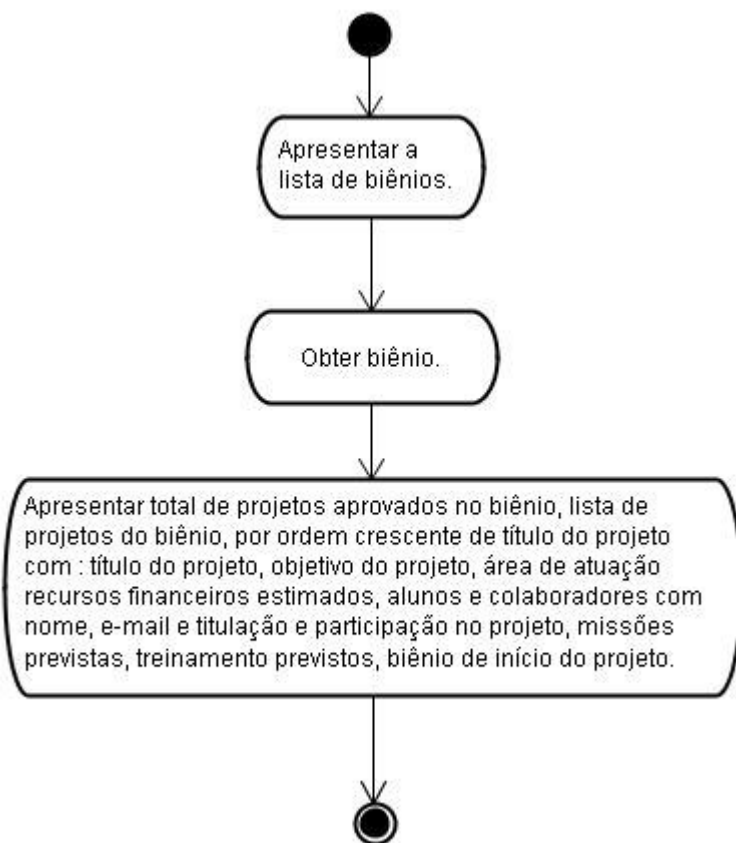 Apresentar a
lista de biênios.
Obter biênio.
Apresentar total de projetos aprovados no biênio, lista de
projetos do biênio, por ordem crescente de título do projeto
com : título do projeto, objetivo do projeto, área de atuação
recursos financeiros estimados, alunos e colaboradores com
nome, e-mail e titulação e participação no projeto, missões
previstas, treinamento previstos, biênio de início do projeto.